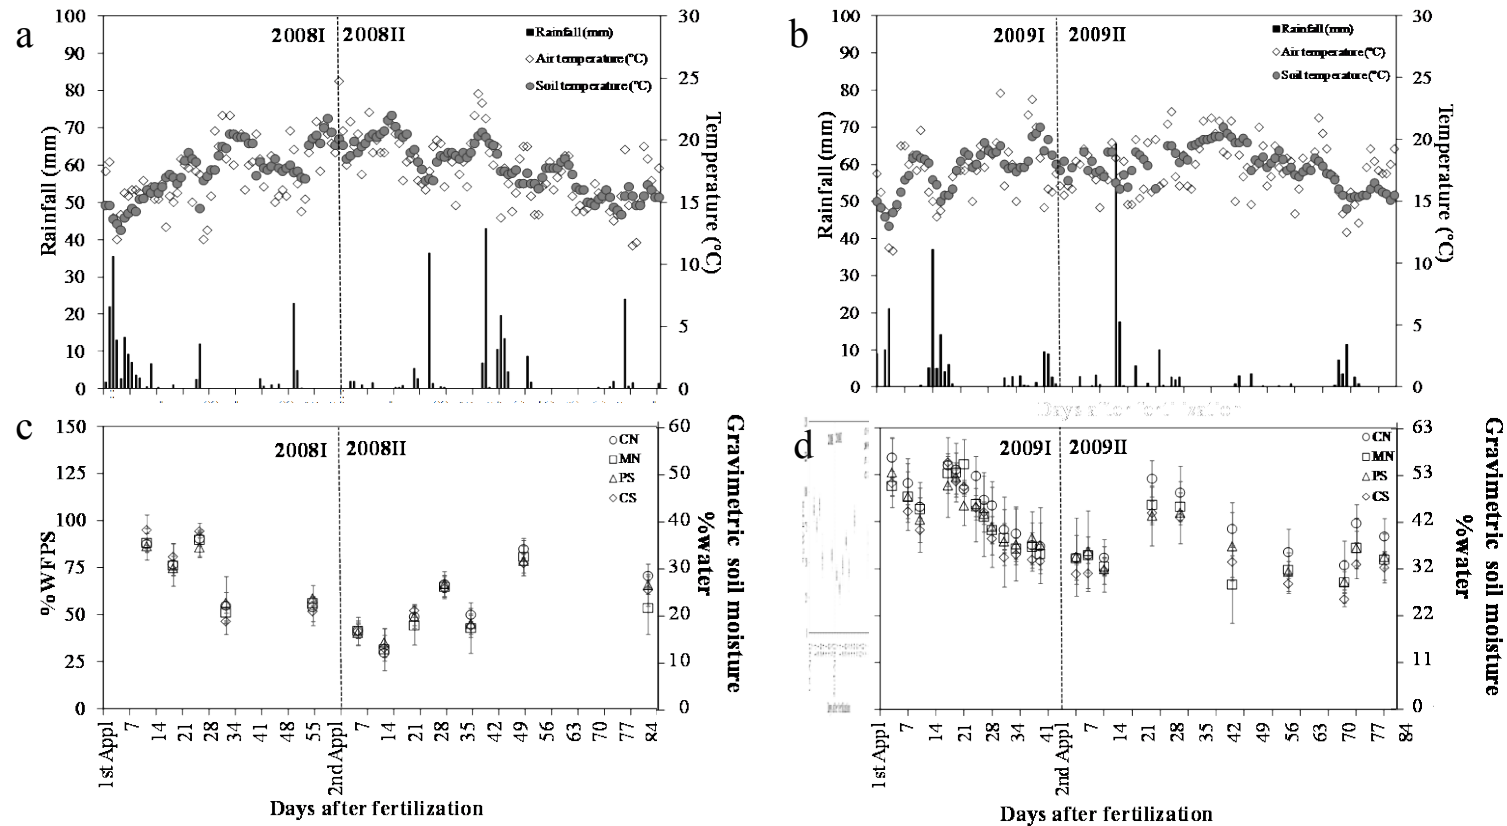 a
100
90
80
70
60
50
40
30
20
10
0
Rainfall (mm)
2008I 2008II
Rainfall (mm)
Air temperature (°C)
Soil temperature (°C)
30
25
20
15
10
5
0
Temperature (°C)
b
100
90
80
70
60
50
40
30
20
10
0
Rainfall (mm)
2009I 2009II
Rainfall (mm)
Air temperature (°C)
Soil temperature (°C)
30
25
20
15
10
5
0
Temperature (°C)
Days after fertilization
c
150
125
100
75
50
25
0
%WFPS
2008I 2008II
CN
MN
PS
CS
60
50
40
30
20
10
0
Gravimetric soil moisture
%water
1st Appl 7 14 21 28 34 41 48 55 2nd Appl 7 14 21 28 35 42 49 56 63 70 77 84
Days after fertilization
d
2009I 2009II
CN
MN
PS
CS
63
53
42
32
22
11
0
Gravimetric soil moisture
%water
1st Appl 7 14 21 28 34 41 2nd Appl 7 14 21 28 35 42 49 56 63 70 77 84
Days after fertilization